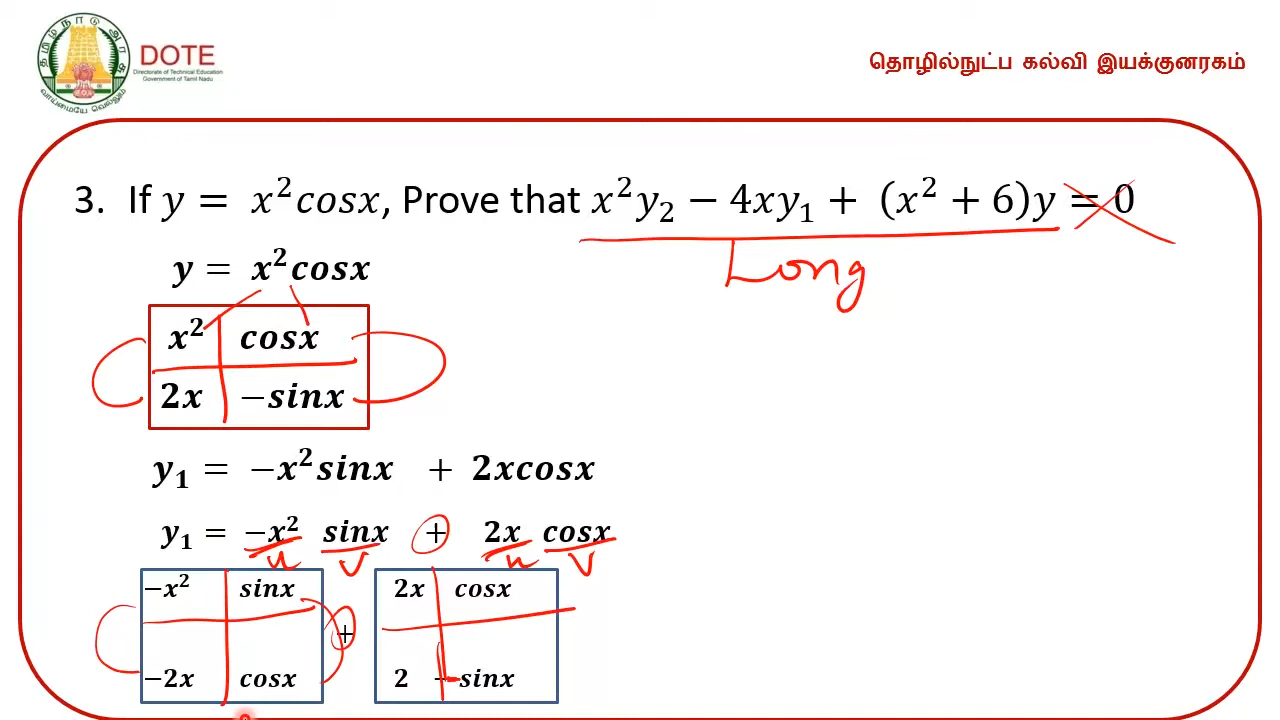 தமிழ்நாடு அரசு
வாய்மையே வெல்லும்
DOTE
Directorate of Technical Education
Government of Tamil Nadu
தொழில்நுட்ப கல்வி இயக்குனரகம்
3. If y = x²cosx, Prove that x²y₂ − 4xy₁ + (x² + 6)y = 0
Long
y = x²cosx
x² cosx
2x −sinx
y₁ = −x²sinx + 2xcosx
y₁ = −x² sinx + 2x cosx
u v u v
−x² sinx 2x cosx
+
−2x cosx 2 −sinx